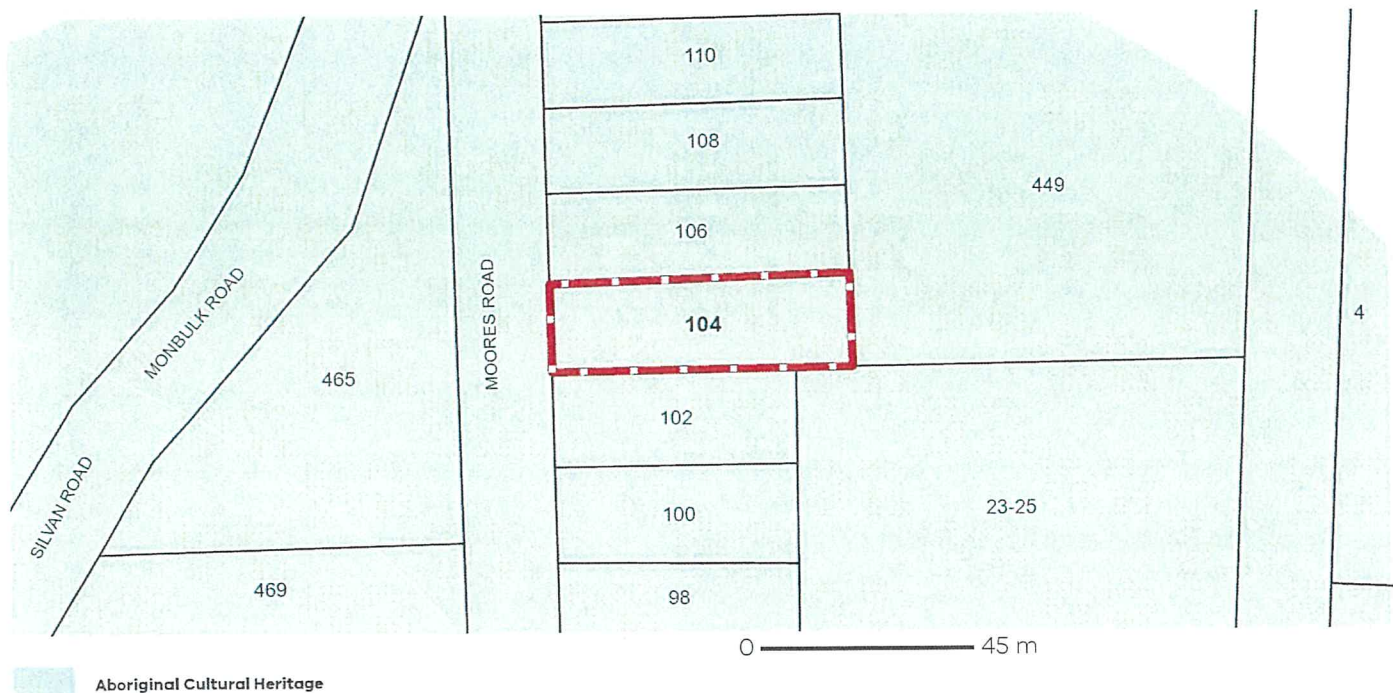 110
108
449
106
MONBULK ROAD
MOORES ROAD
104
4
465
102
SILVAN ROAD
100
23-25
469
98
0 45 m
Aboriginal Cultural Heritage